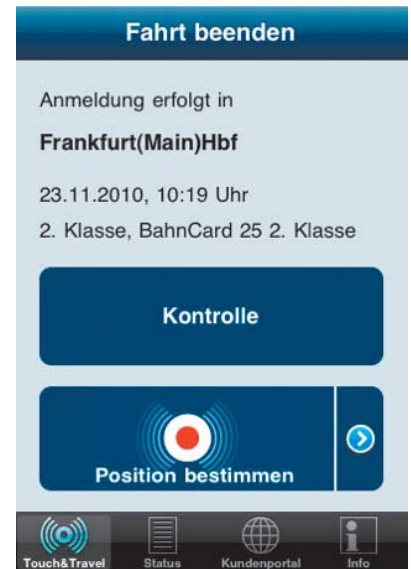 Fahrt beenden
Anmeldung erfolgt in
Frankfurt(Main)Hbf
23.11.2010, 10:19 Uhr
2. Klasse, BahnCard 25 2. Klasse
Kontrolle
Position bestimmen
Touch&Travel Status Kundenportal Info